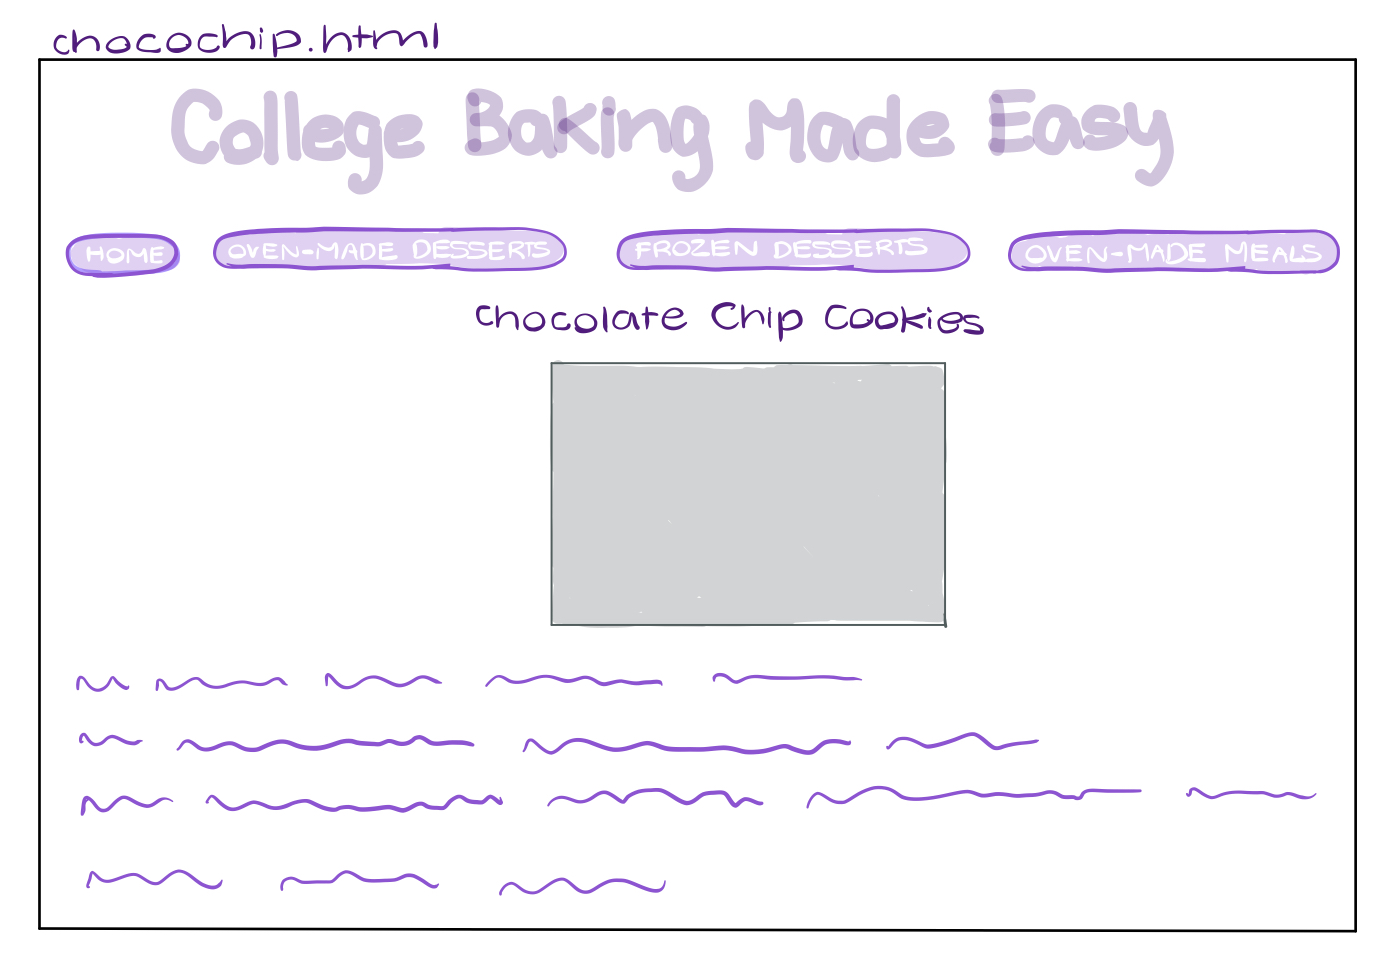 chocochip.html
College Baking Made Easy
HOME OVEN-MADE DESSERTS FROZEN DESSERTS OVEN-MADE MEALS
Chocolate Chip Cookies